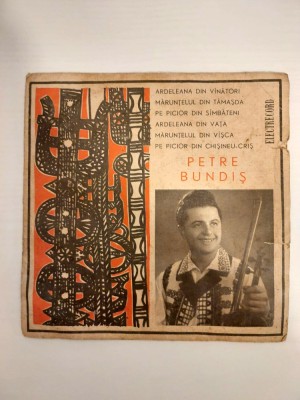 ARDELEANA DIN VÎNĂTORI
MĂRUNȚELUL DIN TĂMAȘDA
PE PICIOR DIN SÎMBĂTENI
ARDELEANA DIN VAȚA
MĂRUNȚELUL DIN VIȘCA
PE PICIOR DIN CHIȘINEU-CRIȘ
ELECTRECORD
PETRE
BUNDIȘ